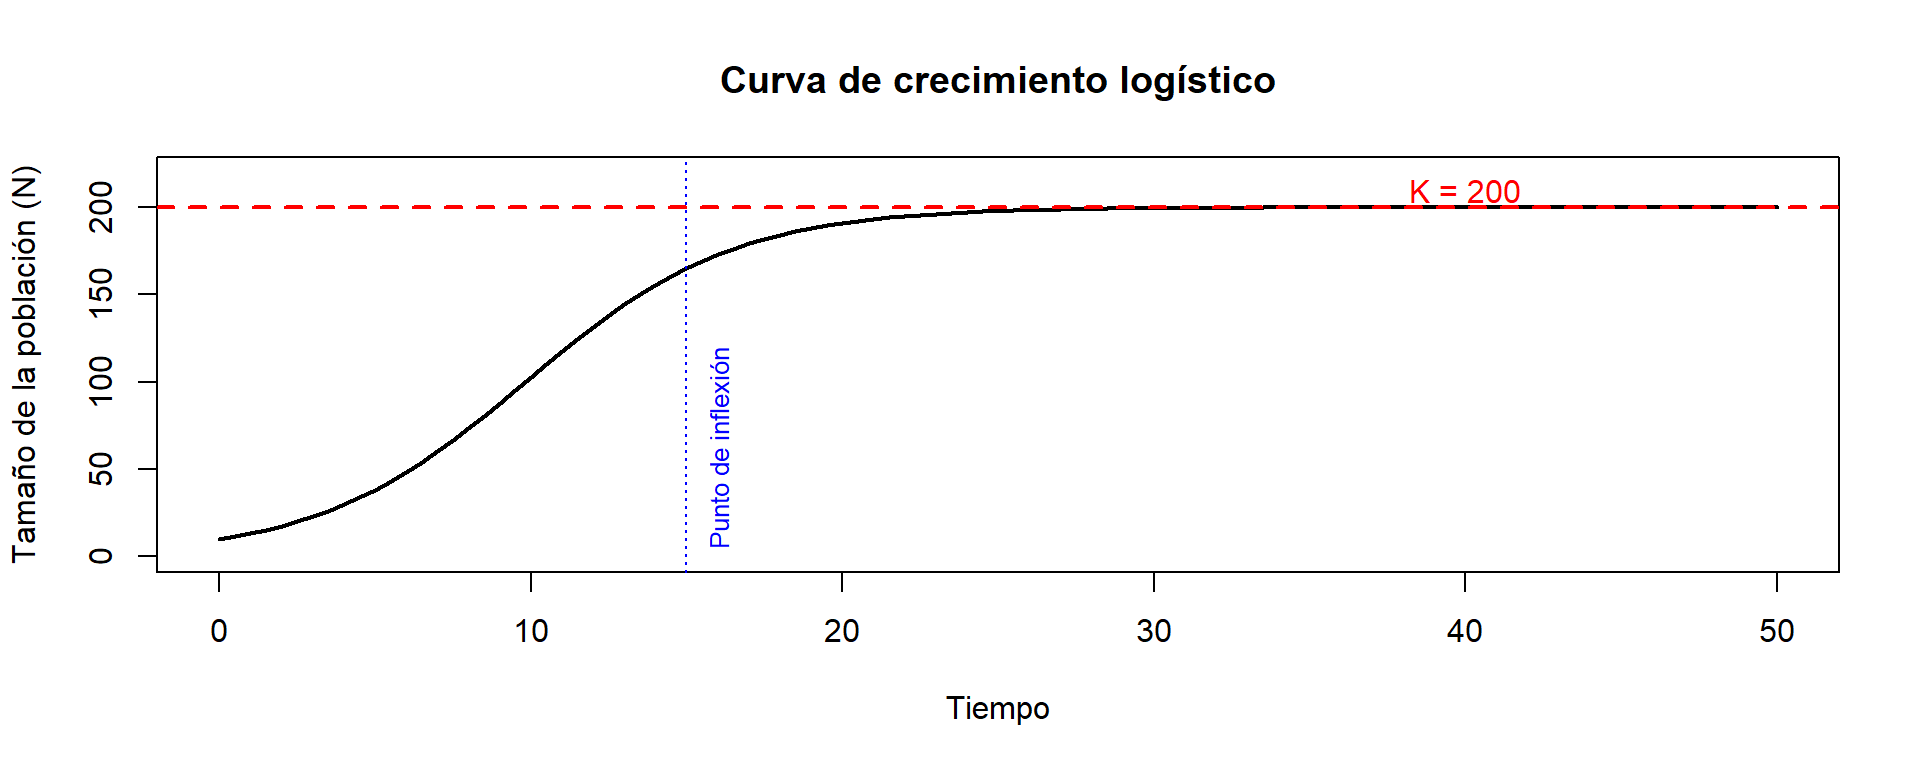 Curva de crecimiento logístico
Tamaño de la población (N)
200
150
100
50
0
K = 200
Punto de inflexión
0 10 20 30 40 50
Tiempo